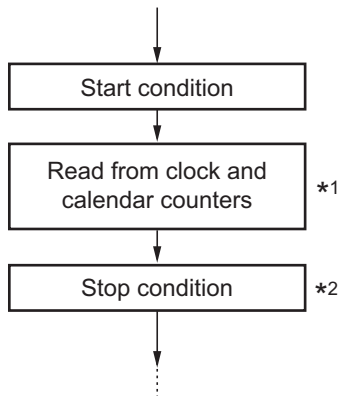 Start condition
Read from clock and
calendar counters
*1
Stop condition
*2